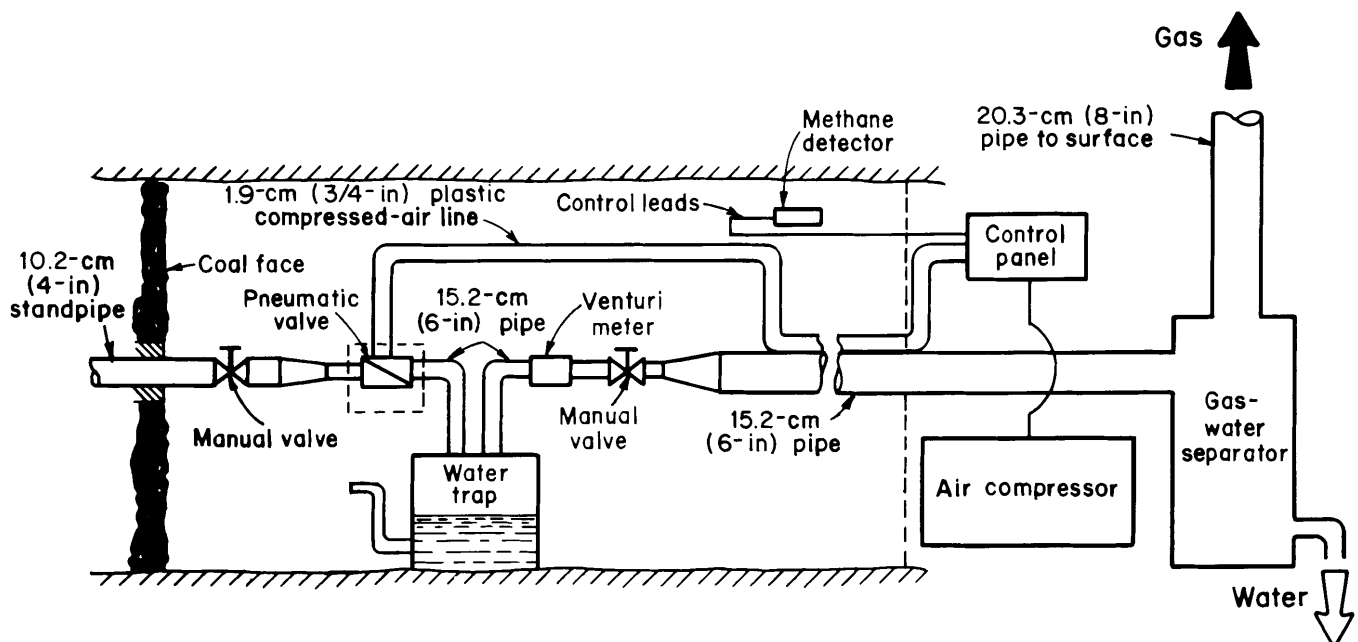 Gas
20.3-cm (8-in)
pipe to surface
Methane
detector
1.9-cm (3/4-in) plastic
compressed-air line
Control leads
Control
panel
10.2-cm
(4-in)
standpipe
Coal face
Pneumatic
valve
15.2-cm
(6-in) pipe
Venturi
meter
Manual valve
Manual
valve
15.2-cm
(6-in) pipe
Gas-
water
separator
Water
trap
Air compressor
Water